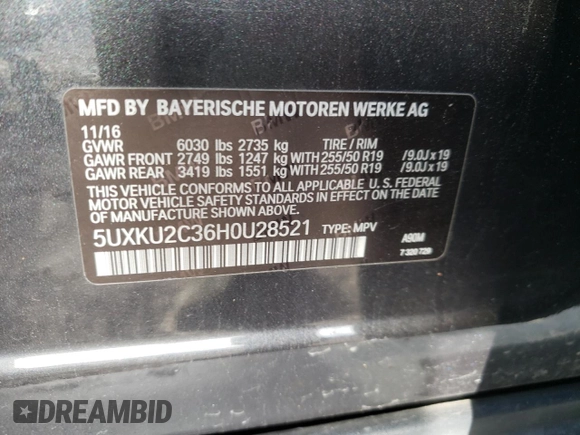 MFD BY BAYERISCHE MOTOREN WERKE AG
11/16
GVWR 6030 lbs 2735 kg TIRE / RIM
GAWR FRONT 2749 lbs 1247 kg WITH 255/50 R19 /9.0J x 19
GAWR REAR 3419 lbs 1551 kg WITH 255/50 R19 /9.0J x 19
THIS VEHICLE CONFORMS TO ALL APPLICABLE U.S. FEDERAL
MOTOR VEHICLE SAFETY STANDARDS IN EFFECT ON THE DATE
OF MANUFACTURE SHOWN ABOVE.
5UXKU2C36H0U28521 TYPE: MPV A90M
DREAMBID